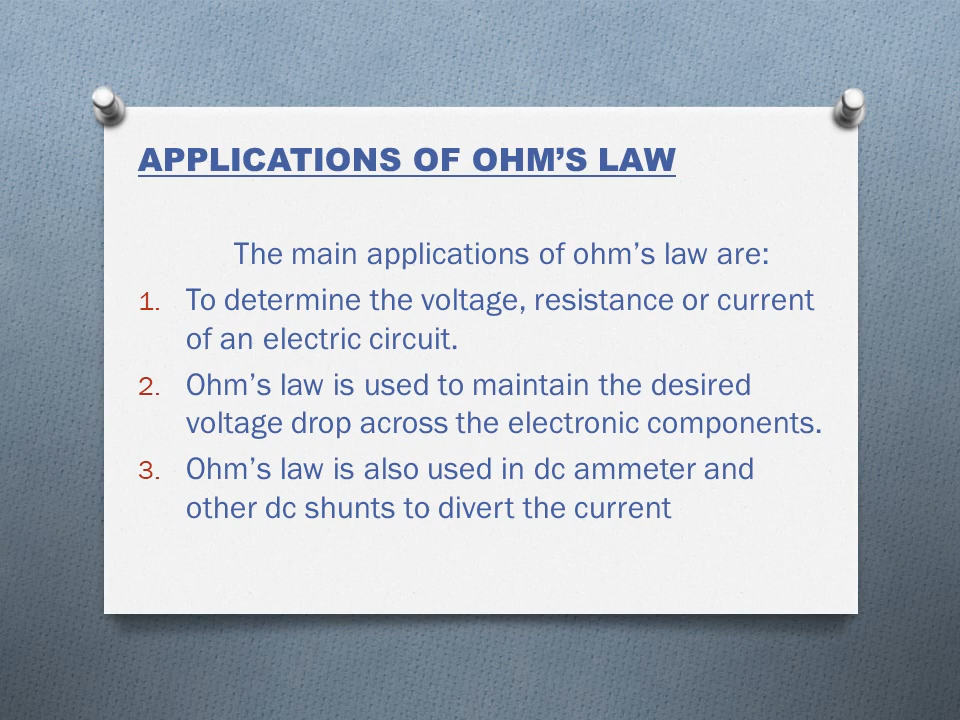 APPLICATIONS OF OHM’S LAW
The main applications of ohm’s law are:
1. To determine the voltage, resistance or current
of an electric circuit.
2. Ohm’s law is used to maintain the desired
voltage drop across the electronic components.
3. Ohm’s law is also used in dc ammeter and
other dc shunts to divert the current